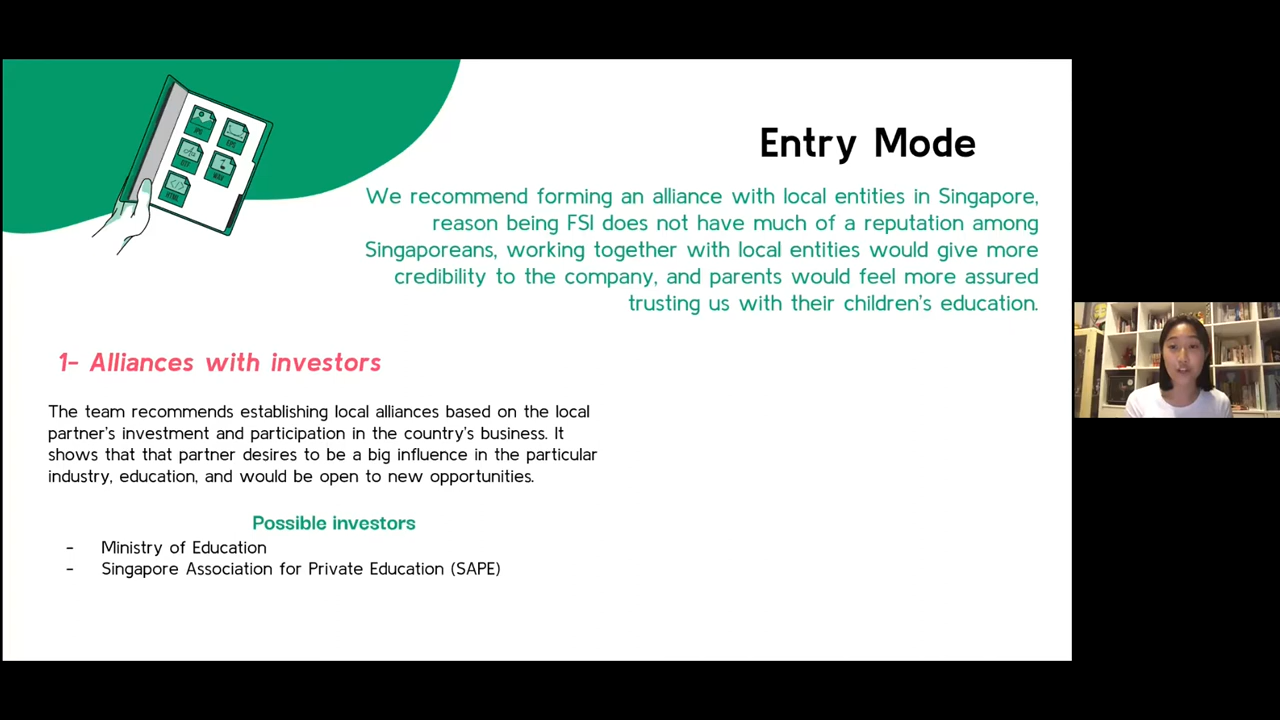 Entry Mode
We recommend forming an alliance with local entities in Singapore,
reason being FSI does not have much of a reputation among
Singaporeans, working together with local entities would give more
credibility to the company, and parents would feel more assured
trusting us with their children's education.
1- Alliances with investors
The team recommends establishing local alliances based on the local
partner's investment and participation in the country's business. It
shows that that partner desires to be a big influence in the particular
industry, education, and would be open to new opportunities.
Possible investors
- Ministry of Education
- Singapore Association for Private Education (SAPE)